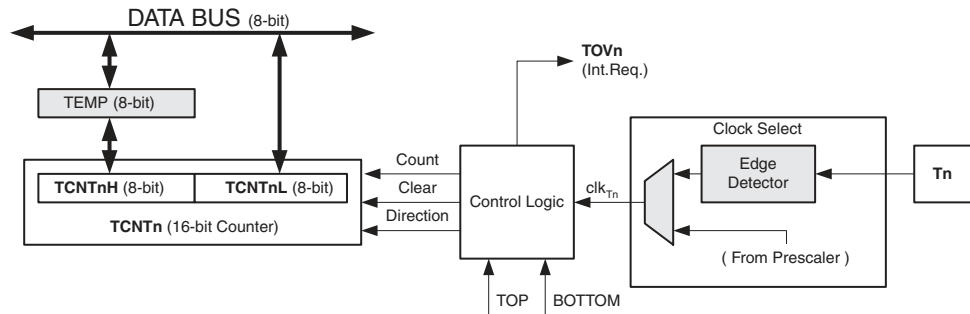 DATA BUS (8-bit)
TEMP (8-bit)
TCNTnH (8-bit)
TCNTnL (8-bit)
TCNTn (16-bit Counter)
Count
Clear
Direction
TOVn
(Int.Req.)
Control Logic
TOP
BOTTOM
clkTn
Clock Select
Edge
Detector
( From Prescaler )
Tn